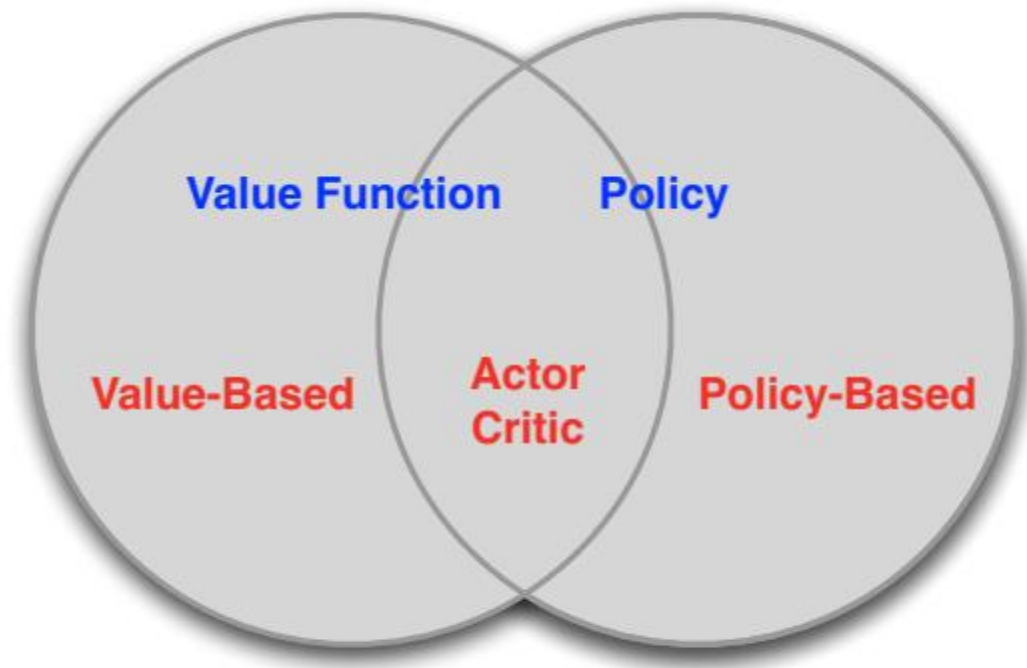 Value Function
Policy
Value-Based
Actor
Critic
Policy-Based